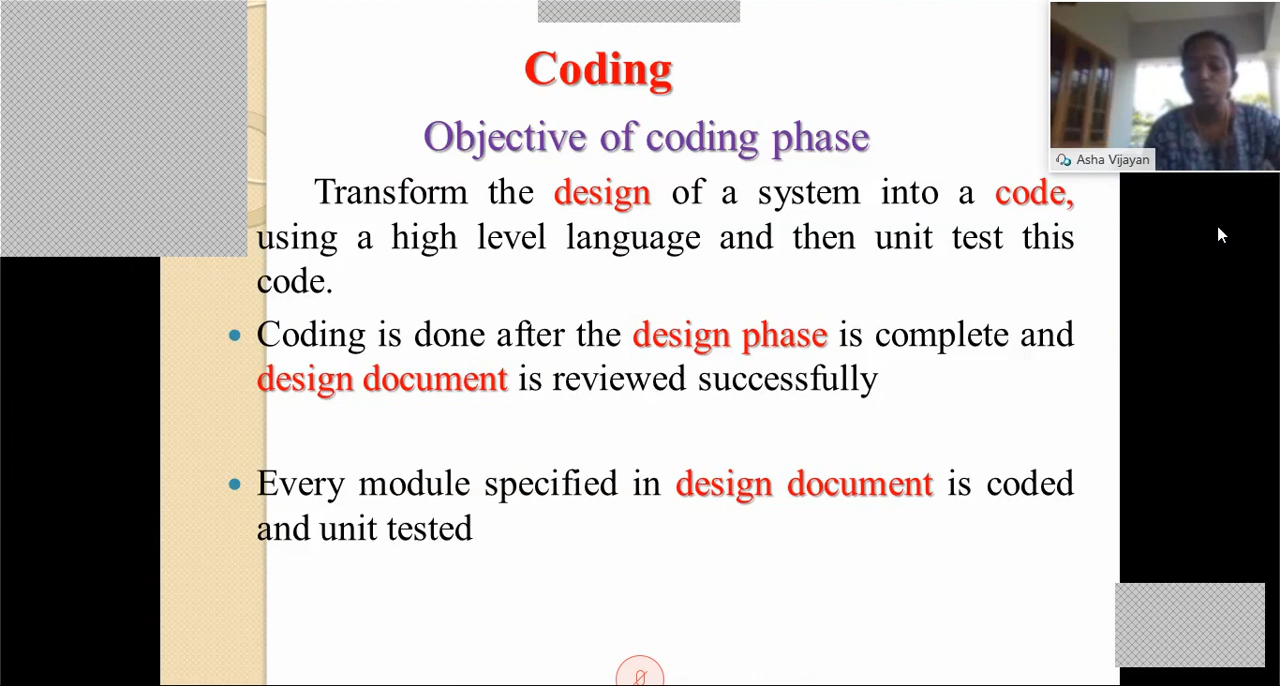 Coding
Objective of coding phase
Transform the design of a system into a code,
using a high level language and then unit test this
code.
Coding is done after the design phase is complete and
design document is reviewed successfully
Every module specified in design document is coded
and unit tested
Asha Vijayan